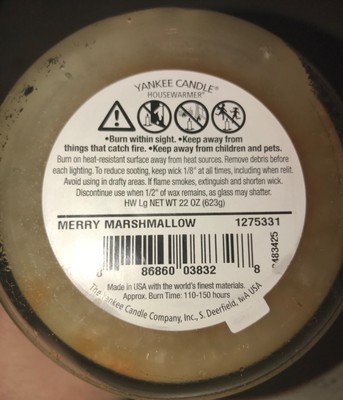 YANKEE CANDLE®
HOUSEWARMER®
•Burn within sight. •Keep away from
things that catch fire. •Keep away from children and pets.
Burn on heat-resistant surface away from heat sources. Remove debris before
each lighting. To reduce sooting, keep wick 1/8" at all times, including when relit.
Avoid using in drafty areas. If flame smokes, extinguish and shorten wick.
Discontinue use when 1/2" of wax remains, as glass may shatter.
HW Lg NET WT 22 OZ (623g)
MERRY MARSHMALLOW 1275331
8 86860 03832 8
2483425
Made in USA with the world's finest materials.
Approx. Burn Time: 110-150 hours
The Yankee Candle Company, Inc., S. Deerfield, MA USA